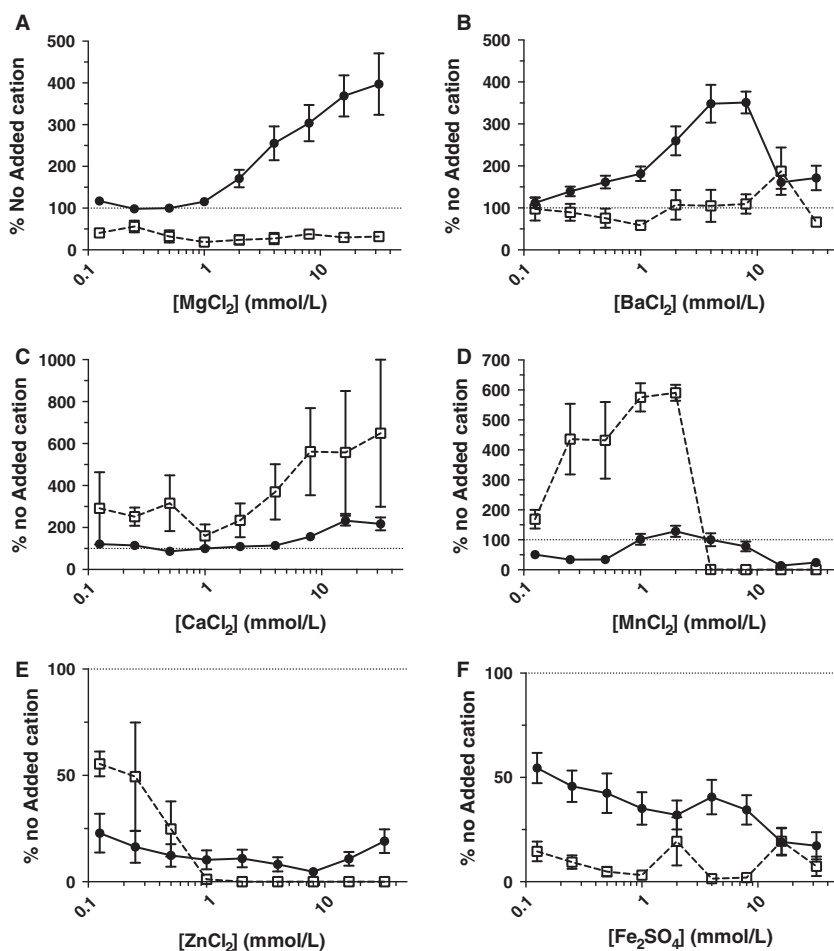 A
% No Added cation
500
400
300
200
100
0
0.1
1
10
[MgCl₂] (mmol/L)
B
% no Added cation
500
400
300
200
100
0
0.1
1
10
[BaCl₂] (mmol/L)
C
% no Added cation
1000
800
600
400
200
0
0.1
1
10
[CaCl₂] (mmol/L)
D
% no Added cation
700
600
500
400
300
200
100
0
0.1
1
10
[MnCl₂] (mmol/L)
E
% no Added cation
100
50
0
0.1
1
10
[ZnCl₂] (mmol/L)
F
% no Added cation
100
50
0
0.1
1
10
[Fe₂SO₄] (mmol/L)